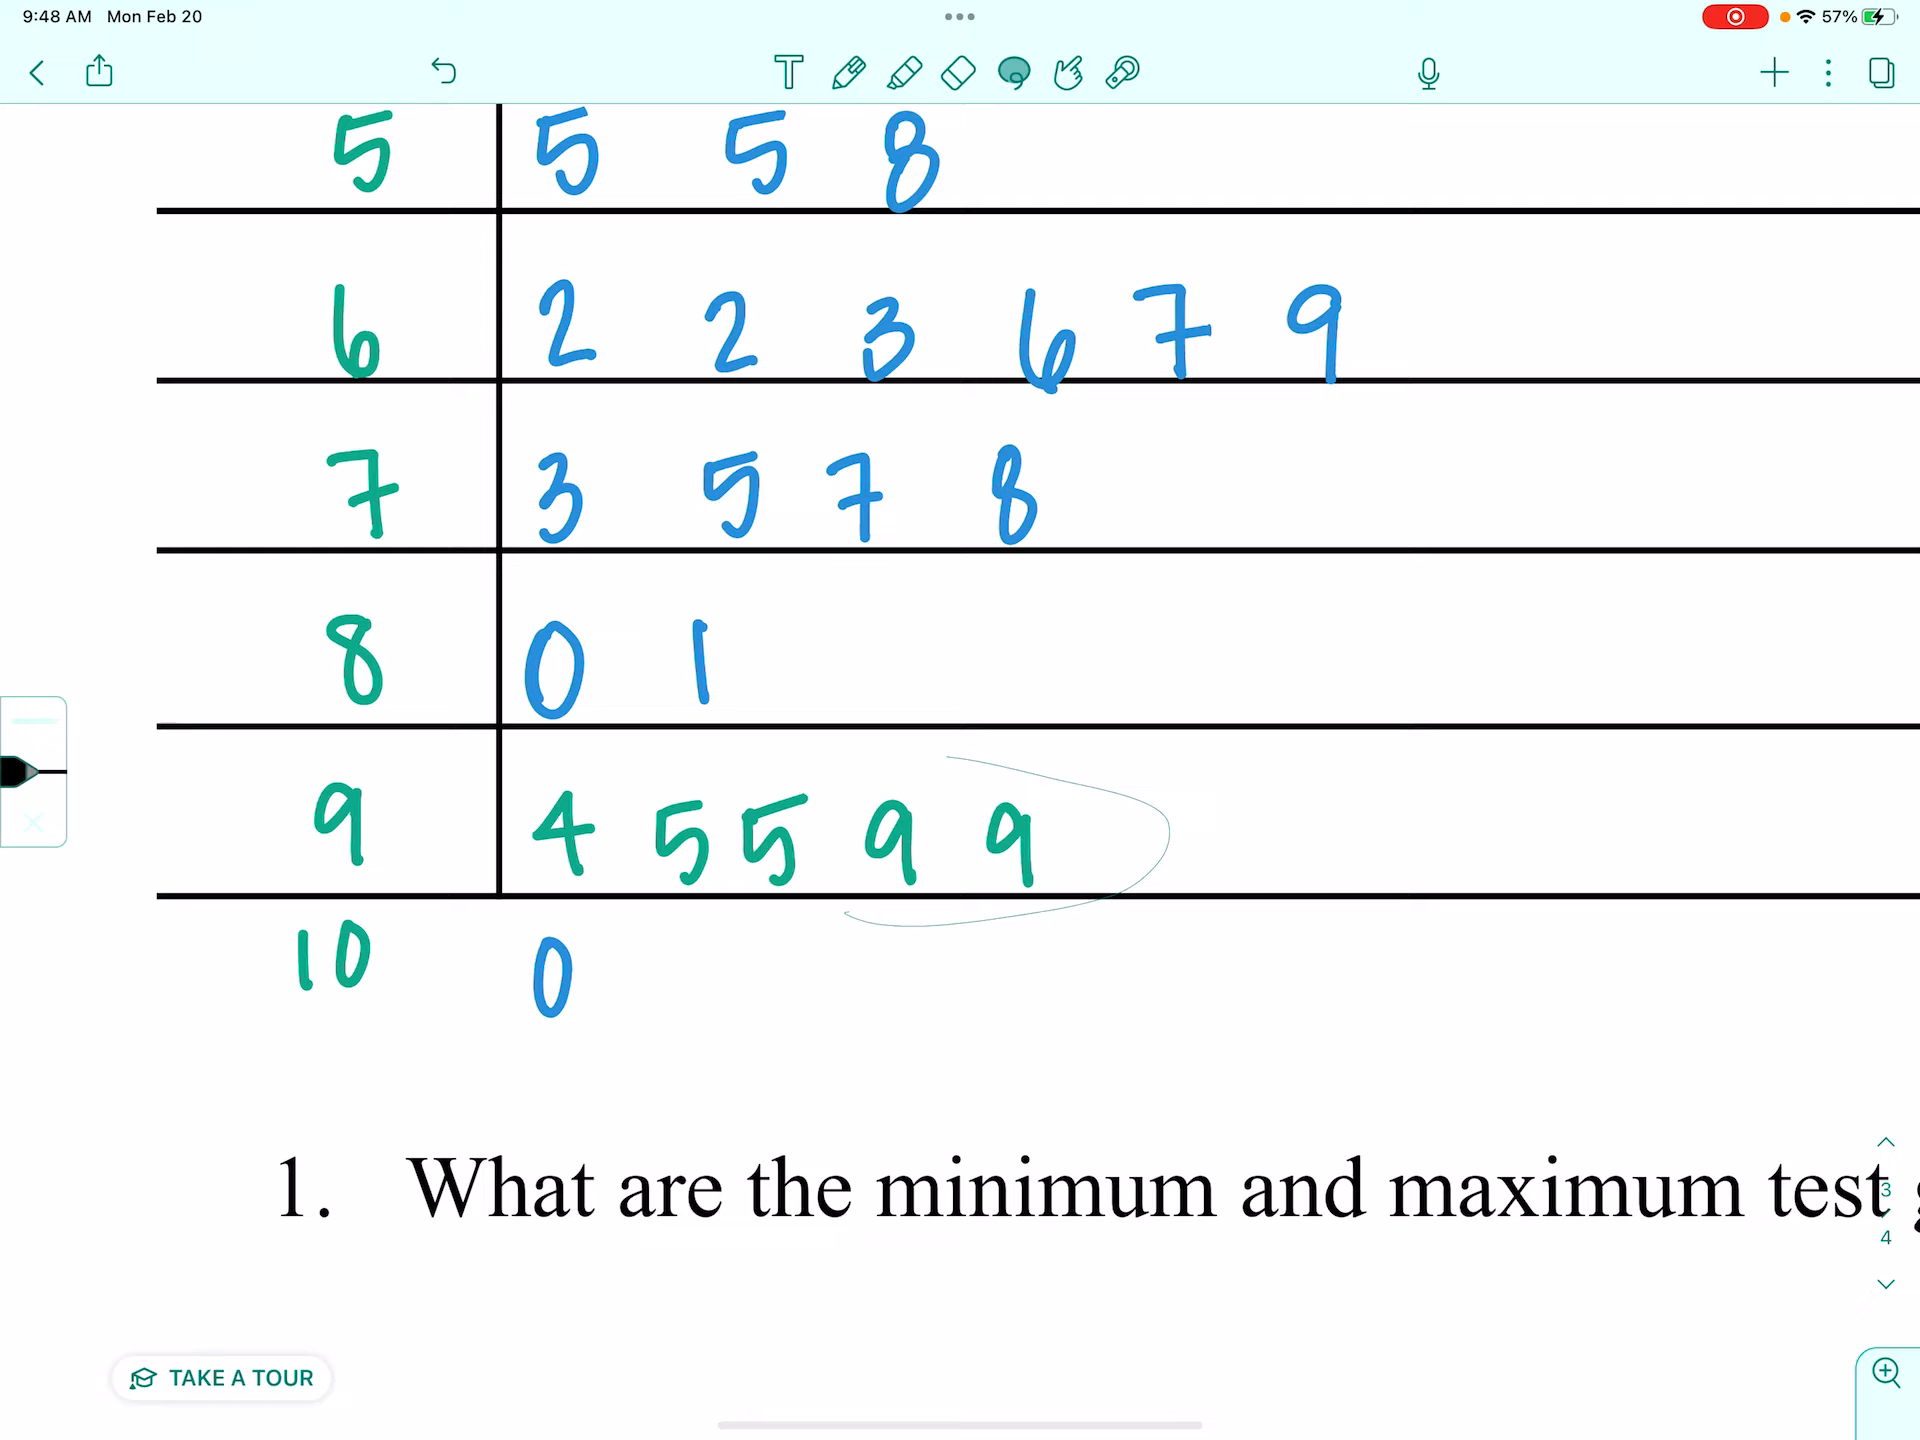 9:48 AM Mon Feb 20
57%
T
5 5 5 8
6 2 2 3 6 7 9
7 3 5 7 8
8 0 1
9 4 5 5 9 9
10 0
1. What are the minimum and maximum test
3
4
TAKE A TOUR